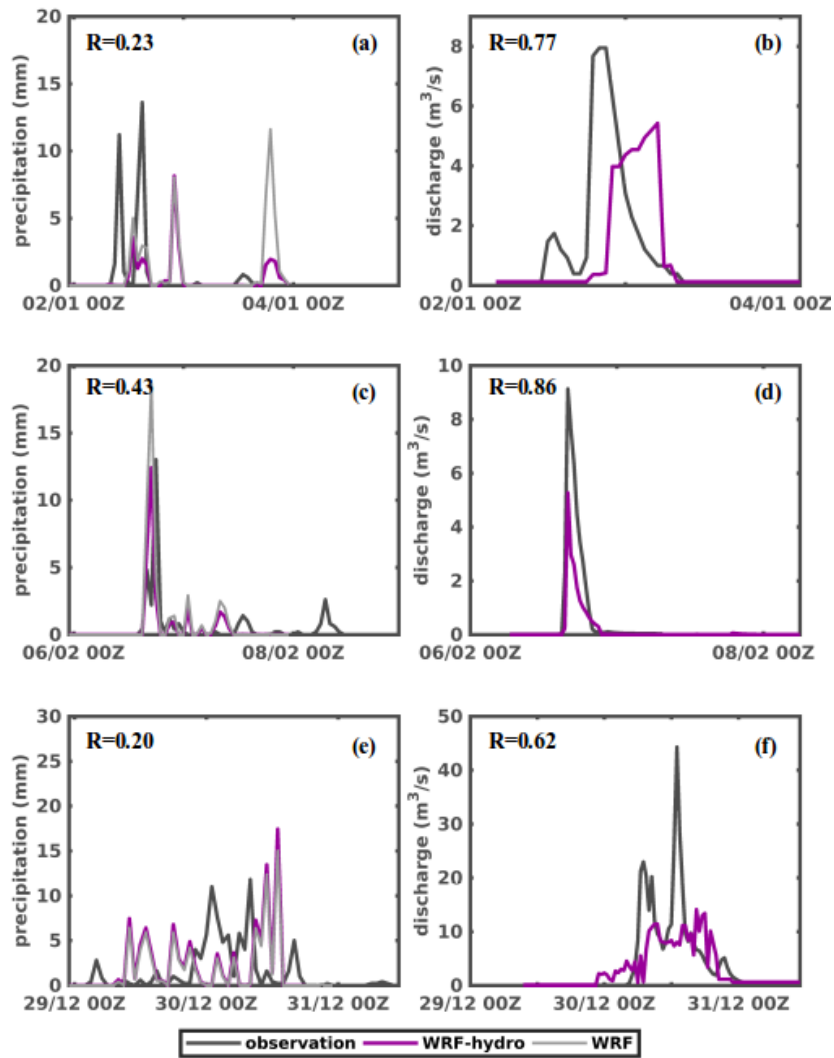 R=0.23
(a)
precipitation (mm)
20
15
10
5
0
02/01 00Z
04/01 00Z
R=0.77
(b)
discharge (m³/s)
8
6
4
2
0
02/01 00Z
04/01 00Z
R=0.43
(c)
precipitation (mm)
20
15
10
5
0
06/02 00Z
08/02 00Z
R=0.86
(d)
discharge (m³/s)
10
8
6
4
2
0
06/02 00Z
08/02 00Z
R=0.20
(e)
precipitation (mm)
30
25
20
15
10
5
0
29/12 00Z
30/12 00Z
31/12 00Z
R=0.62
(f)
discharge (m³/s)
50
40
30
20
10
0
29/12 00Z
30/12 00Z
31/12 00Z
observation
WRF-hydro
WRF